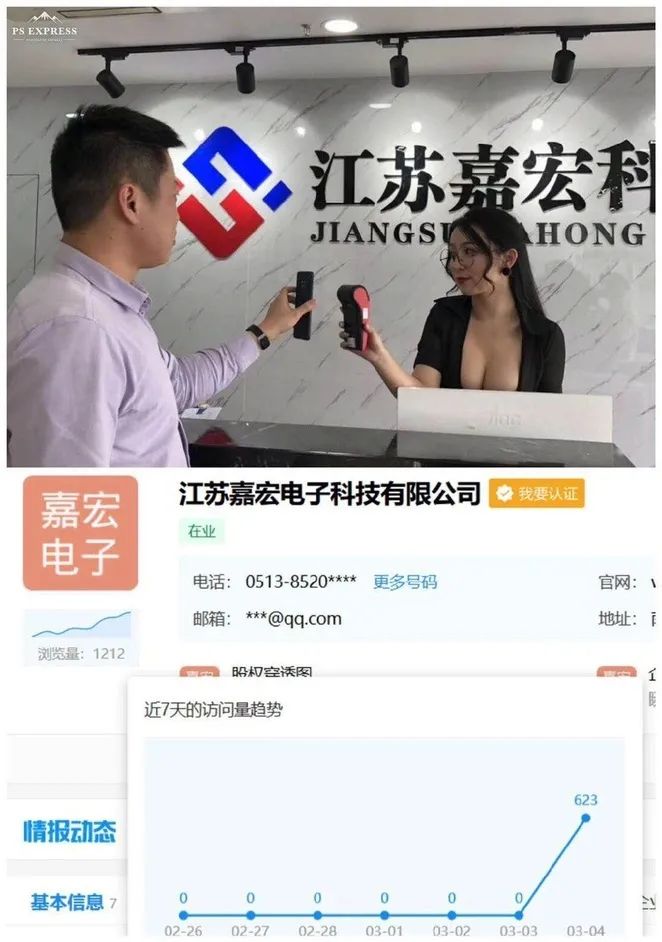 PS EXPRESS
江苏嘉宏科
JIANGSU JIAHONG
嘉宏
电子
江苏嘉宏电子科技有限公司
我要认证
在业
电话： 0513-8520**** 更多号码
官网：
邮箱： ***@qq.com
地址：
浏览量：1212
股权穿透图
近7天的访问量趋势
623
0 0 0 0 0 0
02-26 02-27 02-28 03-01 03-02 03-03 03-04
情报动态
基本信息 7